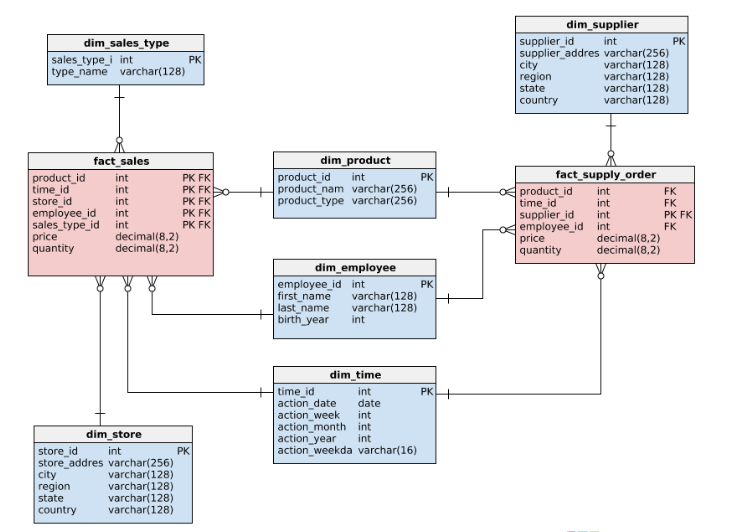 dim_sales_type
sales_type_i int PK
type_name varchar(128)
dim_supplier
supplier_id int PK
supplier_addres varchar(256)
city varchar(128)
region varchar(128)
state varchar(128)
country varchar(128)
fact_sales
product_id int PK FK
time_id int PK FK
store_id int PK FK
employee_id int PK FK
sales_type_id int PK FK
price decimal(8,2)
quantity decimal(8,2)
dim_product
product_id int PK
product_nam varchar(256)
product_type varchar(256)
fact_supply_order
product_id int FK
time_id int FK
supplier_id int PK FK
employee_id int FK
price decimal(8,2)
quantity decimal(8,2)
dim_employee
employee_id int PK
first_name varchar(128)
last_name varchar(128)
birth_year int
dim_time
time_id int PK
action_date date
action_week int
action_month int
action_year int
action_weekda varchar(16)
dim_store
store_id int PK
store_addres varchar(256)
city varchar(128)
region varchar(128)
state varchar(128)
country varchar(128)